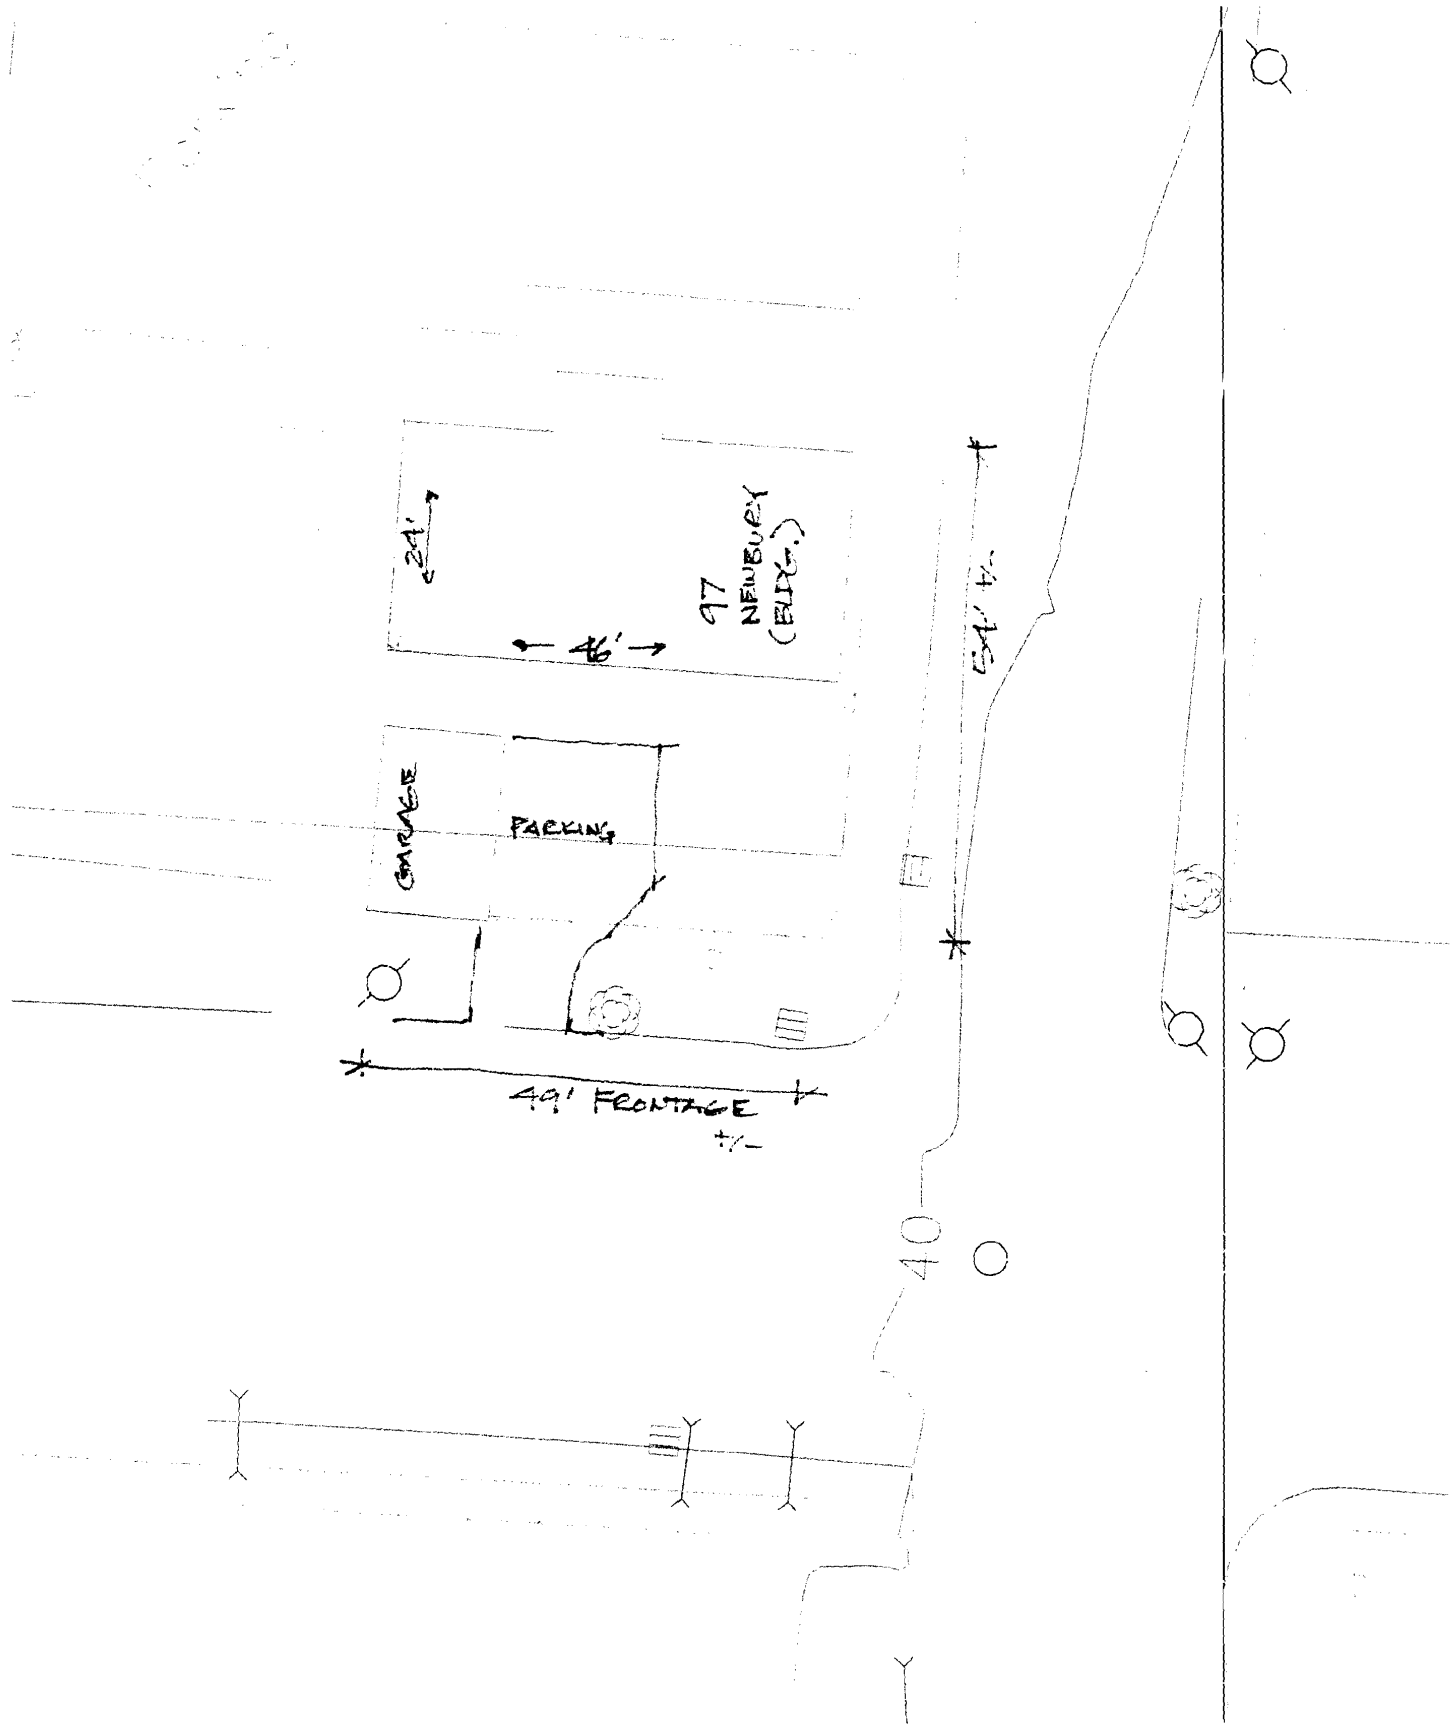 24'
46'
97
NEWBURY
(BLDG.)
54' +/-
GARAGE
PARKING
49' FRONTAGE
+/-
40